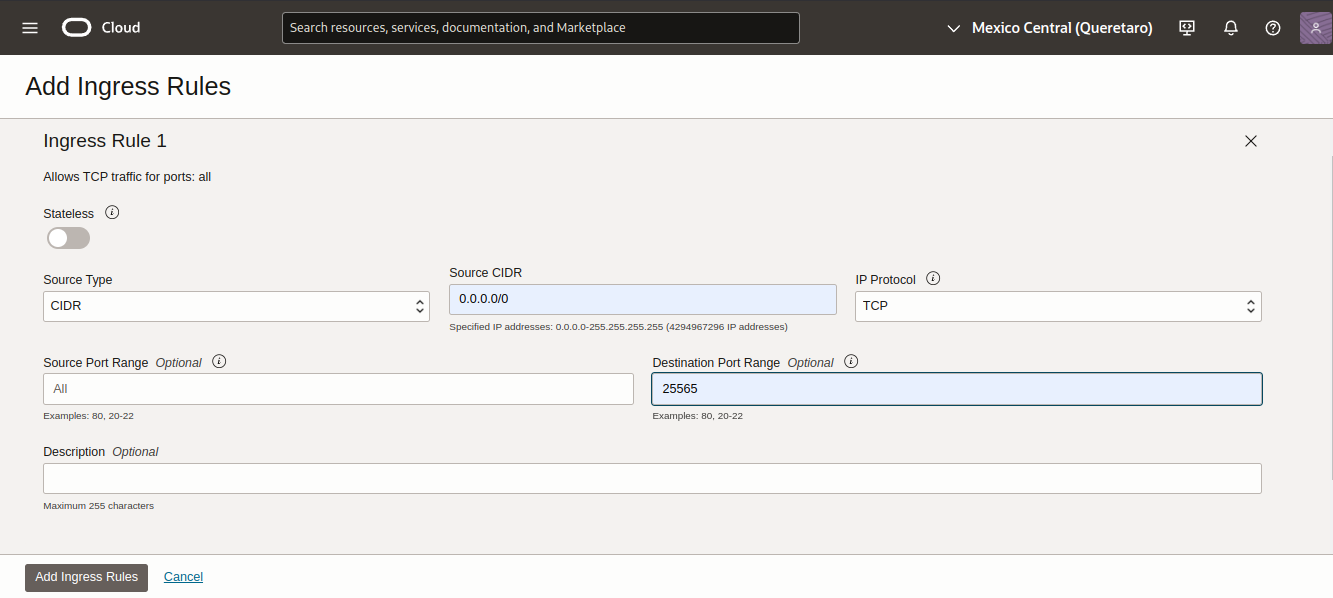 Cloud
Search resources, services, documentation, and Marketplace
Mexico Central (Queretaro)
Add Ingress Rules
Ingress Rule 1
Allows TCP traffic for ports: all
Stateless
Source Type
CIDR
Source CIDR
0.0.0.0/0
Specified IP addresses: 0.0.0.0-255.255.255.255 (4294967296 IP addresses)
IP Protocol
TCP
Source Port Range Optional
All
Examples: 80, 20-22
Destination Port Range Optional
25565
Examples: 80, 20-22
Description Optional
Maximum 255 characters
Add Ingress Rules
Cancel